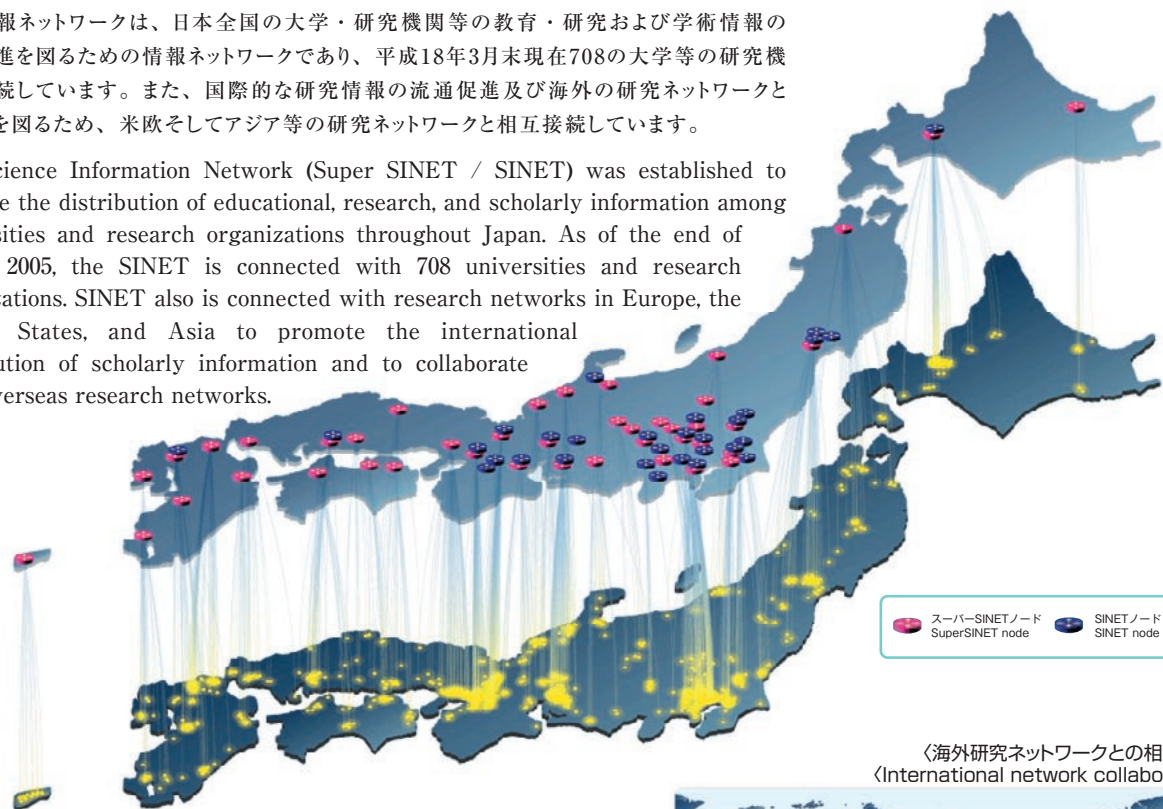 報ネットワークは、日本全国の大学・研究機関等の教育・研究および学術情報の
進を図るための情報ネットワークであり、平成18年3月末現在708の大学等の研究機
続しています。また、国際的な研究情報の流通促進及び海外の研究ネットワークと
を図るため、米欧そしてアジア等の研究ネットワークと相互接続しています。
cience Information Network (Super SINET / SINET) was established to
e the distribution of educational, research, and scholarly information among
sities and research organizations throughout Japan. As of the end of
2005, the SINET is connected with 708 universities and research
zations. SINET also is connected with research networks in Europe, the
States, and Asia to promote the international
ution of scholarly information and to collaborate
verseas research networks.
スーパーSINETノード
SuperSINET node
SINETノード
SINET node
〈海外研究ネットワークとの相
〈International network collabo